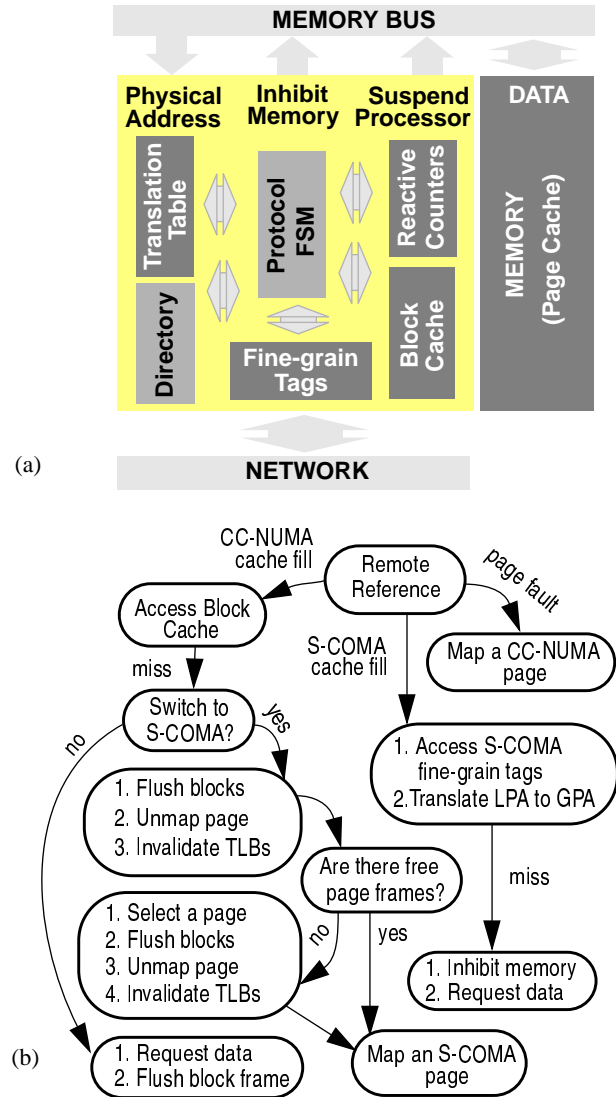 MEMORY BUS
Physical
Address
Inhibit
Memory
Suspend
Processor
DATA
Translation
Table
Protocol
FSM
Reactive
Counters
MEMORY
(Page Cache)
Directory
Block
Cache
Fine-grain
Tags
(a)
NETWORK
CC-NUMA
cache fill
Remote
Reference
page fault
Access Block
Cache
S-COMA
cache fill
Map a CC-NUMA
page
miss
Switch to
S-COMA?
no
yes
1. Access S-COMA
fine-grain tags
2.Translate LPA to GPA
1. Flush blocks
2. Unmap page
3. Invalidate TLBs
Are there free
page frames?
miss
1. Select a page
2. Flush blocks
3. Unmap page
4. Invalidate TLBs
no
yes
1. Inhibit memory
2. Request data
(b)
1. Request data
2. Flush block frame
Map an S-COMA
page